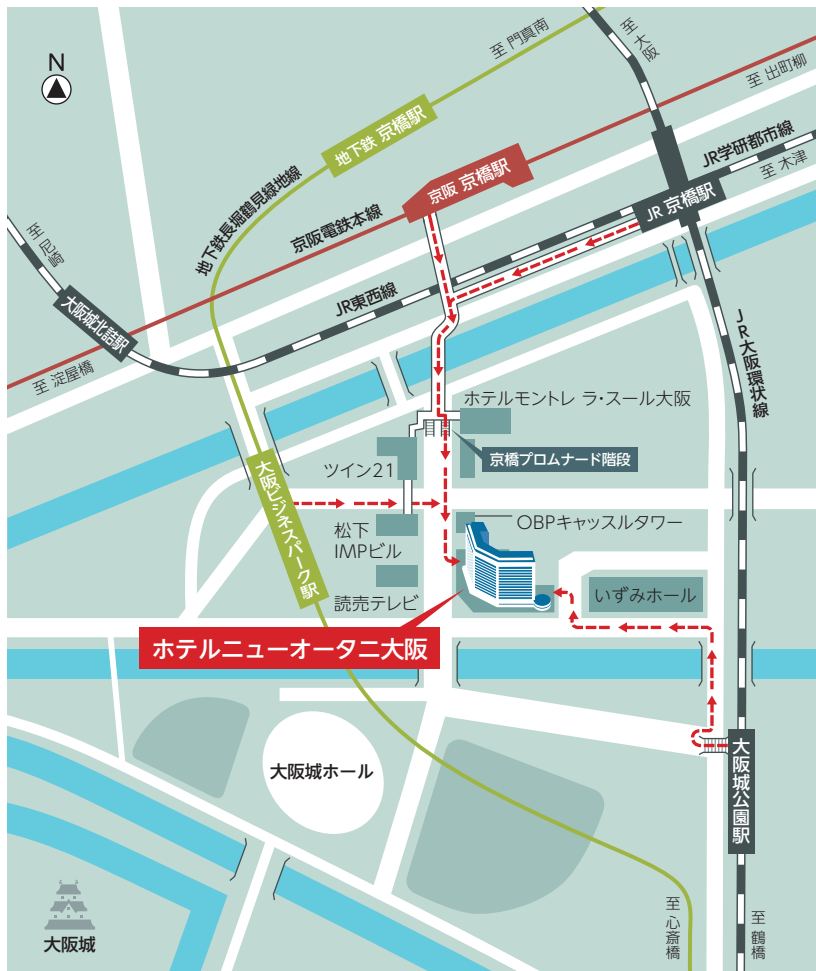 N
至 門真南
至 大阪
至 出町柳
地下鉄 京橋駅
JR学研都市線
至 木津
京阪 京橋駅
JR 京橋駅
地下鉄長堀鶴見緑地線
京阪電鉄本線
至 尼崎
JR東西線
大阪城北詰駅
JR大阪環状線
至 淀屋橋
ホテルモントレ ラ・スール大阪
京橋プロムナード階段
ツイン21
大阪ビジネスパーク駅
OBPキャッスルタワー
松下
IMPビル
読売テレビ
いずみホール
ホテルニューオータニ大阪
大阪城ホール
大阪城公園駅
大阪城
至 心斎橋
至 鶴橋